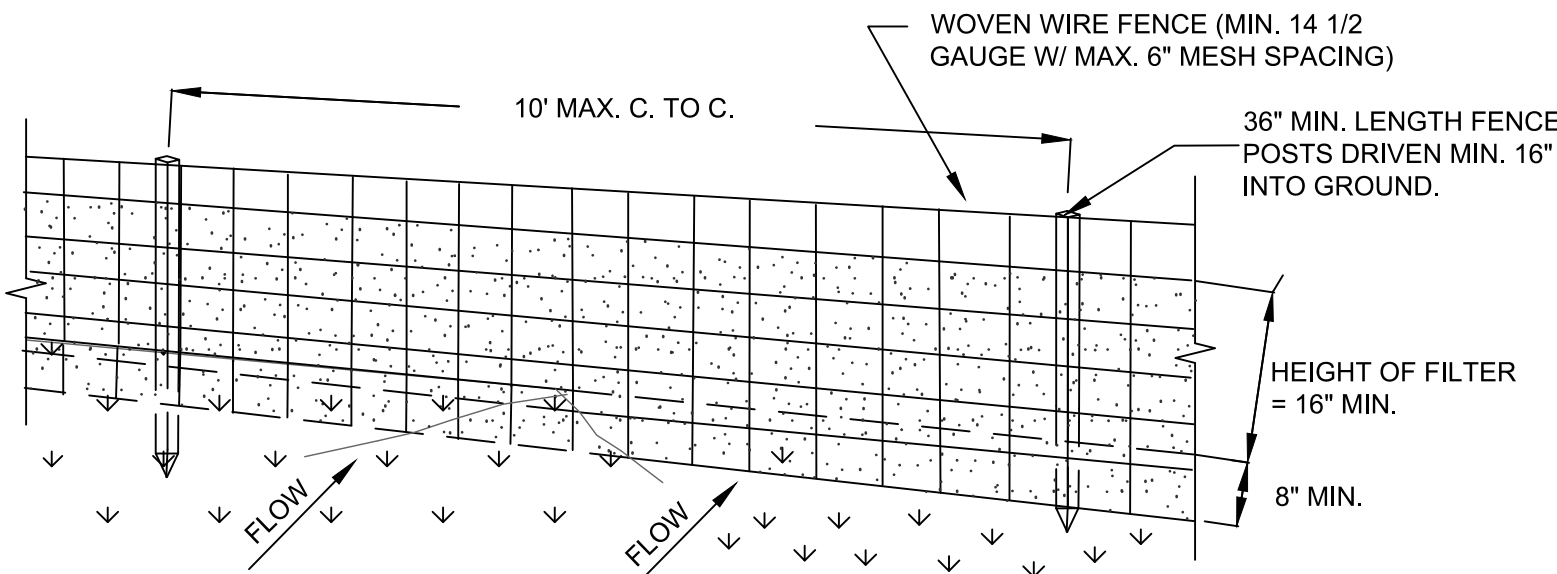 WOVEN WIRE FENCE (MIN. 14 1/2
GAUGE W/ MAX. 6" MESH SPACING)
10' MAX. C. TO C.
36" MIN. LENGTH FENCE
POSTS DRIVEN MIN. 16"
INTO GROUND.
HEIGHT OF FILTER
= 16" MIN.
8" MIN.
FLOW
FLOW